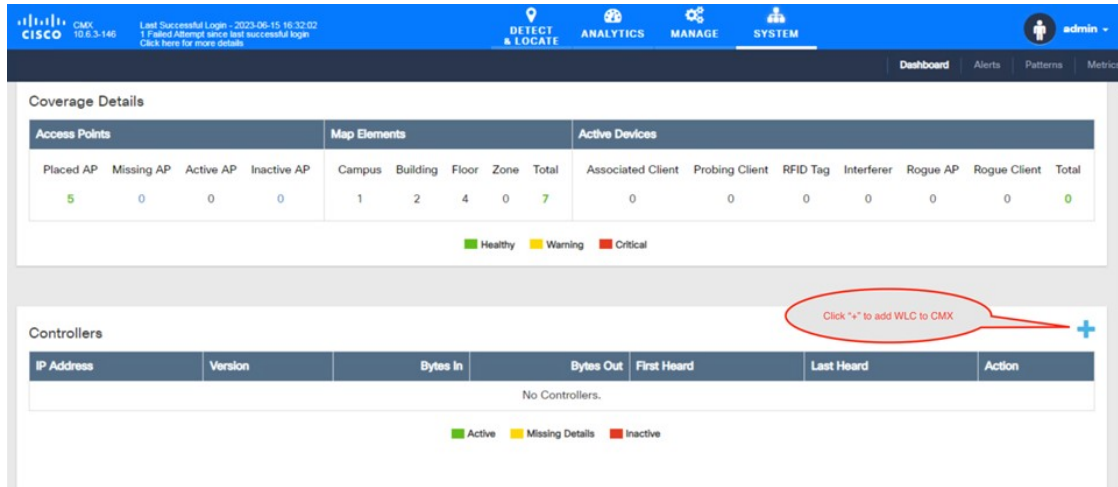 CISCO CMX 10.6.3-146
Last Successful Login - 2023-06-15 16:32:02
1 Failed Attempt since last successful login
Click here for more details
DETECT & LOCATE
ANALYTICS
MANAGE
SYSTEM
admin
Dashboard
Alerts
Patterns
Metrics
Coverage Details
Access Points
Map Elements
Active Devices
Placed AP Missing AP Active AP Inactive AP Campus Building Floor Zone Total Associated Client Probing Client RFID Tag Interferer Rogue AP Rogue Client Total
5 0 0 0 1 2 4 0 7 0 0 0 0 0 0 0
Healthy Warning Critical
Click "+" to add WLC to CMX
Controllers
IP Address Version Bytes In Bytes Out First Heard Last Heard Action
No Controllers.
Active Missing Details Inactive